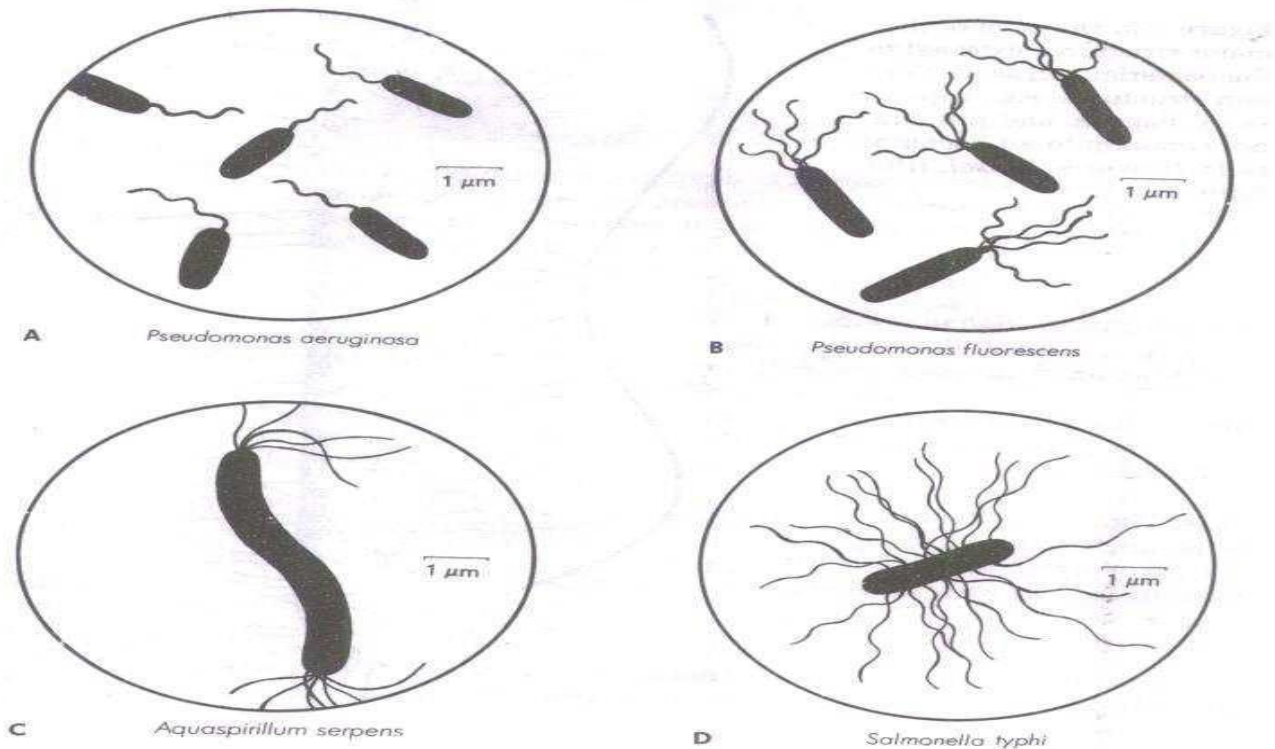 1 μm
1 μm
A Pseudomonas aeruginosa
B Pseudomonas fluorescens
1 μm
1 μm
C Aquaspirillum serpens
D Salmonella typhi